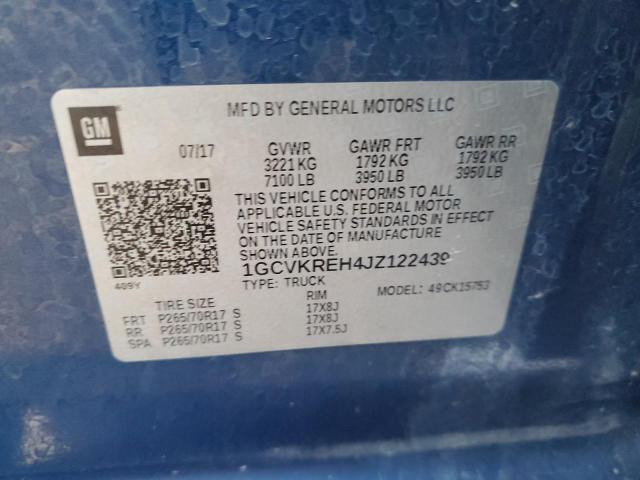 GM
MFD BY GENERAL MOTORS LLC
07/17 GVWR GAWR FRT GAWR RR
3221 KG 1792 KG 1792 KG
7100 LB 3950 LB 3950 LB
THIS VEHICLE CONFORMS TO ALL
APPLICABLE U.S. FEDERAL MOTOR
VEHICLE SAFETY STANDARDS IN EFFECT
ON THE DATE OF MANUFACTURE
SHOWN ABOVE.
1GCVKREH4JZ122439
409Y
TYPE: TRUCK MODEL: 49CK15753
TIRE SIZE RIM
FRT P265/70R17 S 17X8J
RR P265/70R17 S 17X8J
SPA P265/70R17 S 17X7.5J